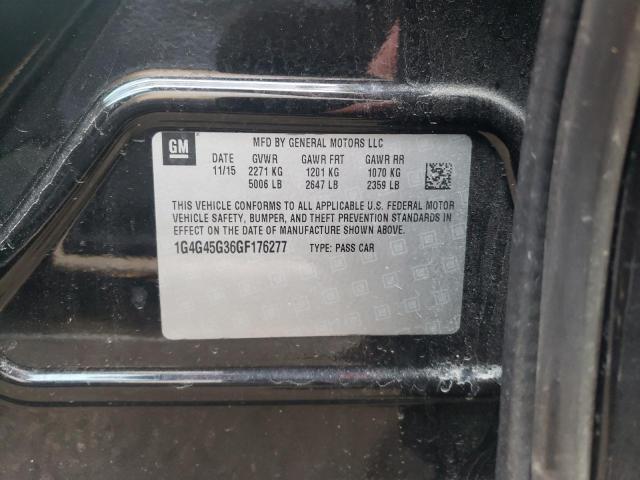 GM
MFD BY GENERAL MOTORS LLC
DATE GVWR GAWR FRT GAWR RR
11/15 2271 KG 1201 KG 1070 KG
5006 LB 2647 LB 2359 LB
THIS VEHICLE CONFORMS TO ALL APPLICABLE U.S. FEDERAL MOTOR
VEHICLE SAFETY, BUMPER, AND THEFT PREVENTION STANDARDS IN
EFFECT ON THE DATE OF MANUFACTURE SHOWN ABOVE.
1G4G45G36GF176277 TYPE: PASS CAR